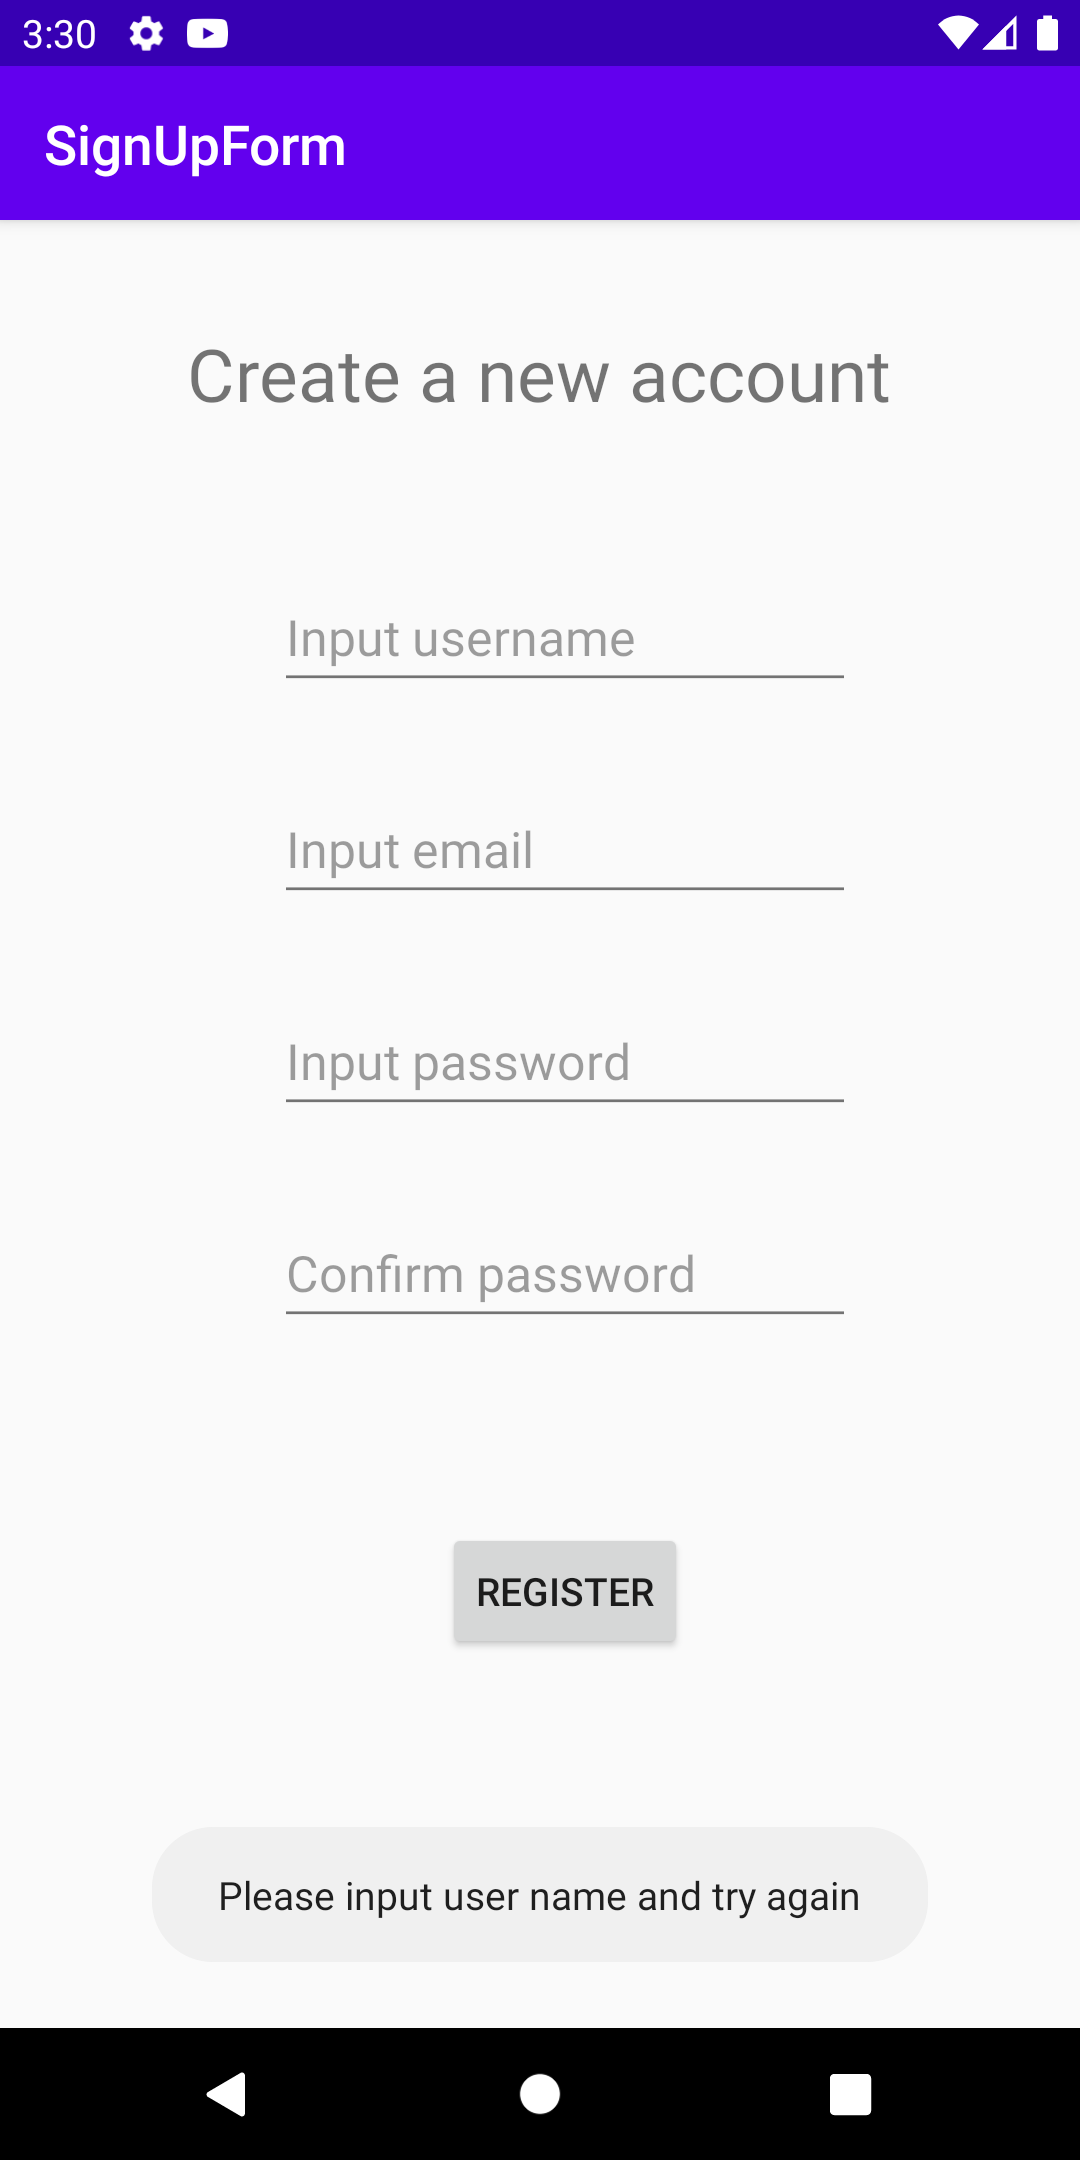 3:30
SignUpForm
Create a new account
Input username
Input email
Input password
Confirm password
REGISTER
Please input user name and try again